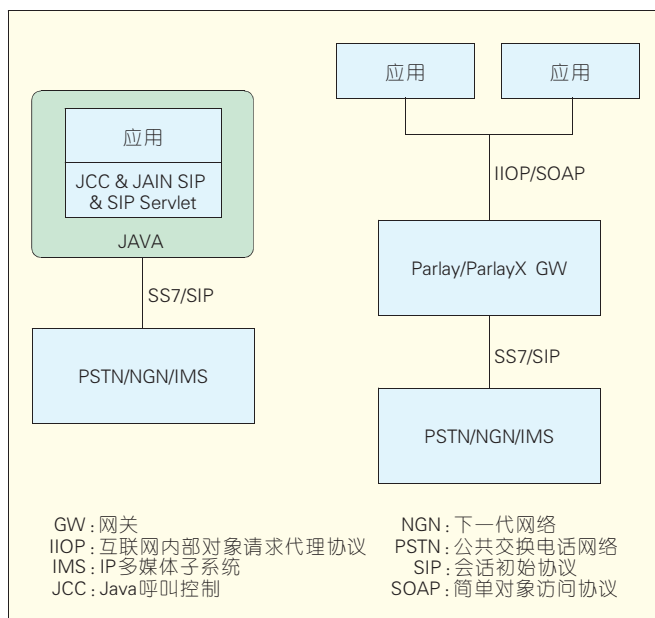 应用
JCC & JAIN SIP
& SIP Servlet
JAVA
SS7/SIP
PSTN/NGN/IMS
应用
应用
IIOP/SOAP
Parlay/ParlayX GW
SS7/SIP
PSTN/NGN/IMS
GW：网关
IIOP：互联网内部对象请求代理协议
IMS：IP多媒体子系统
JCC：Java呼叫控制
NGN：下一代网络
PSTN：公共交换电话网络
SIP：会话初始协议
SOAP：简单对象访问协议